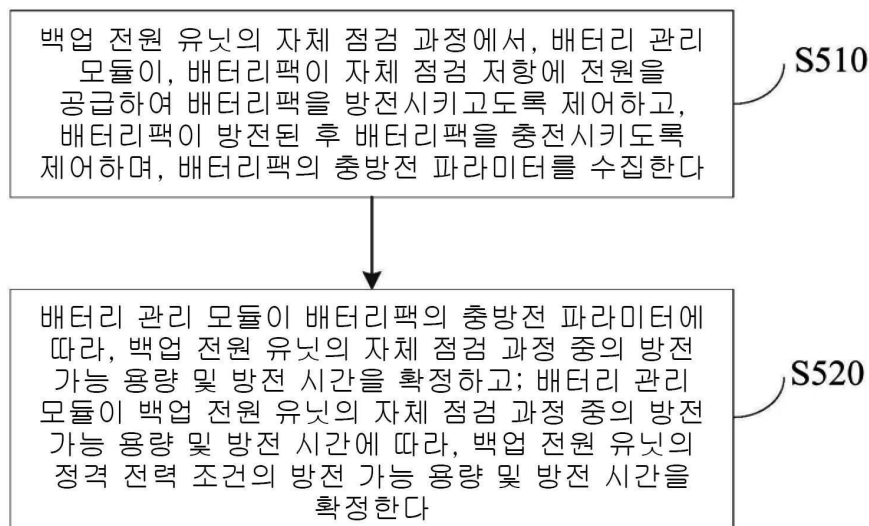 백업 전원 유닛의 자체 점검 과정에서, 배터리 관리
모듈이, 배터리팩이 자체 점검 저항에 전원을
공급하여 배터리팩을 방전시키고도록 제어하고,
배터리팩이 방전된 후 배터리팩을 충전시키도록
제어하며, 배터리팩의 충방전 파라미터를 수집한다
S510
배터리 관리 모듈이 배터리팩의 충방전 파라미터에
따라, 백업 전원 유닛의 자체 점검 과정 중의 방전
가능 용량 및 방전 시간을 확정하고; 배터리 관리
모듈이 백업 전원 유닛의 자체 점검 과정 중의 방전
가능 용량 및 방전 시간에 따라, 백업 전원 유닛의
정격 전력 조건의 방전 가능 용량 및 방전 시간을
확정한다
S520